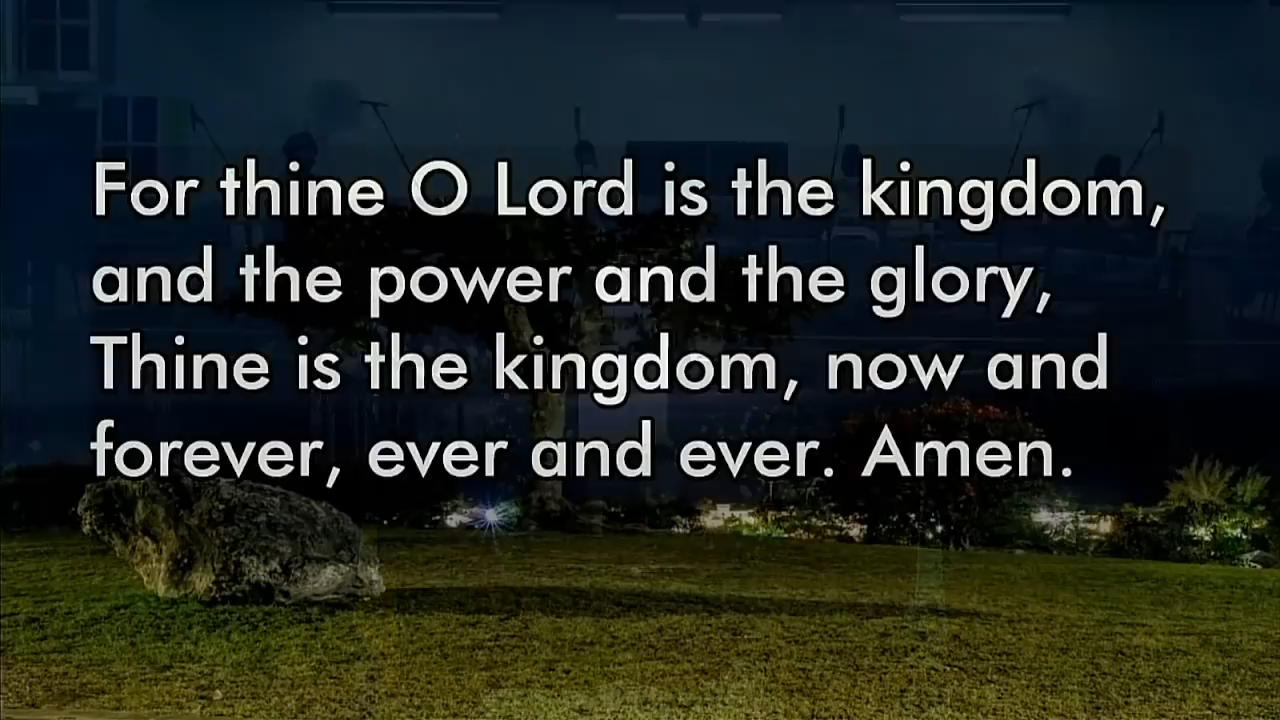 For thine O Lord is the kingdom,
and the power and the glory,
Thine is the kingdom, now and
forever, ever and ever. Amen.